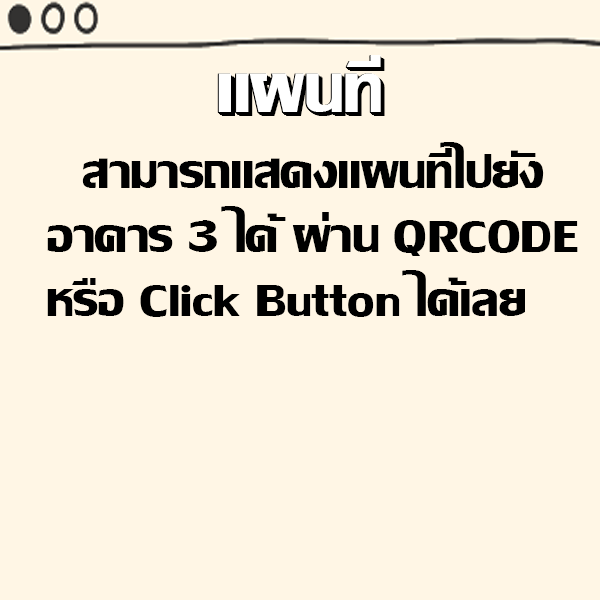 แผนที่
สามารถแสดงแผนที่ไปยัง
อาคาร 3 ได้ ผ่าน QRCODE
หรือ Click Button ได้เลย